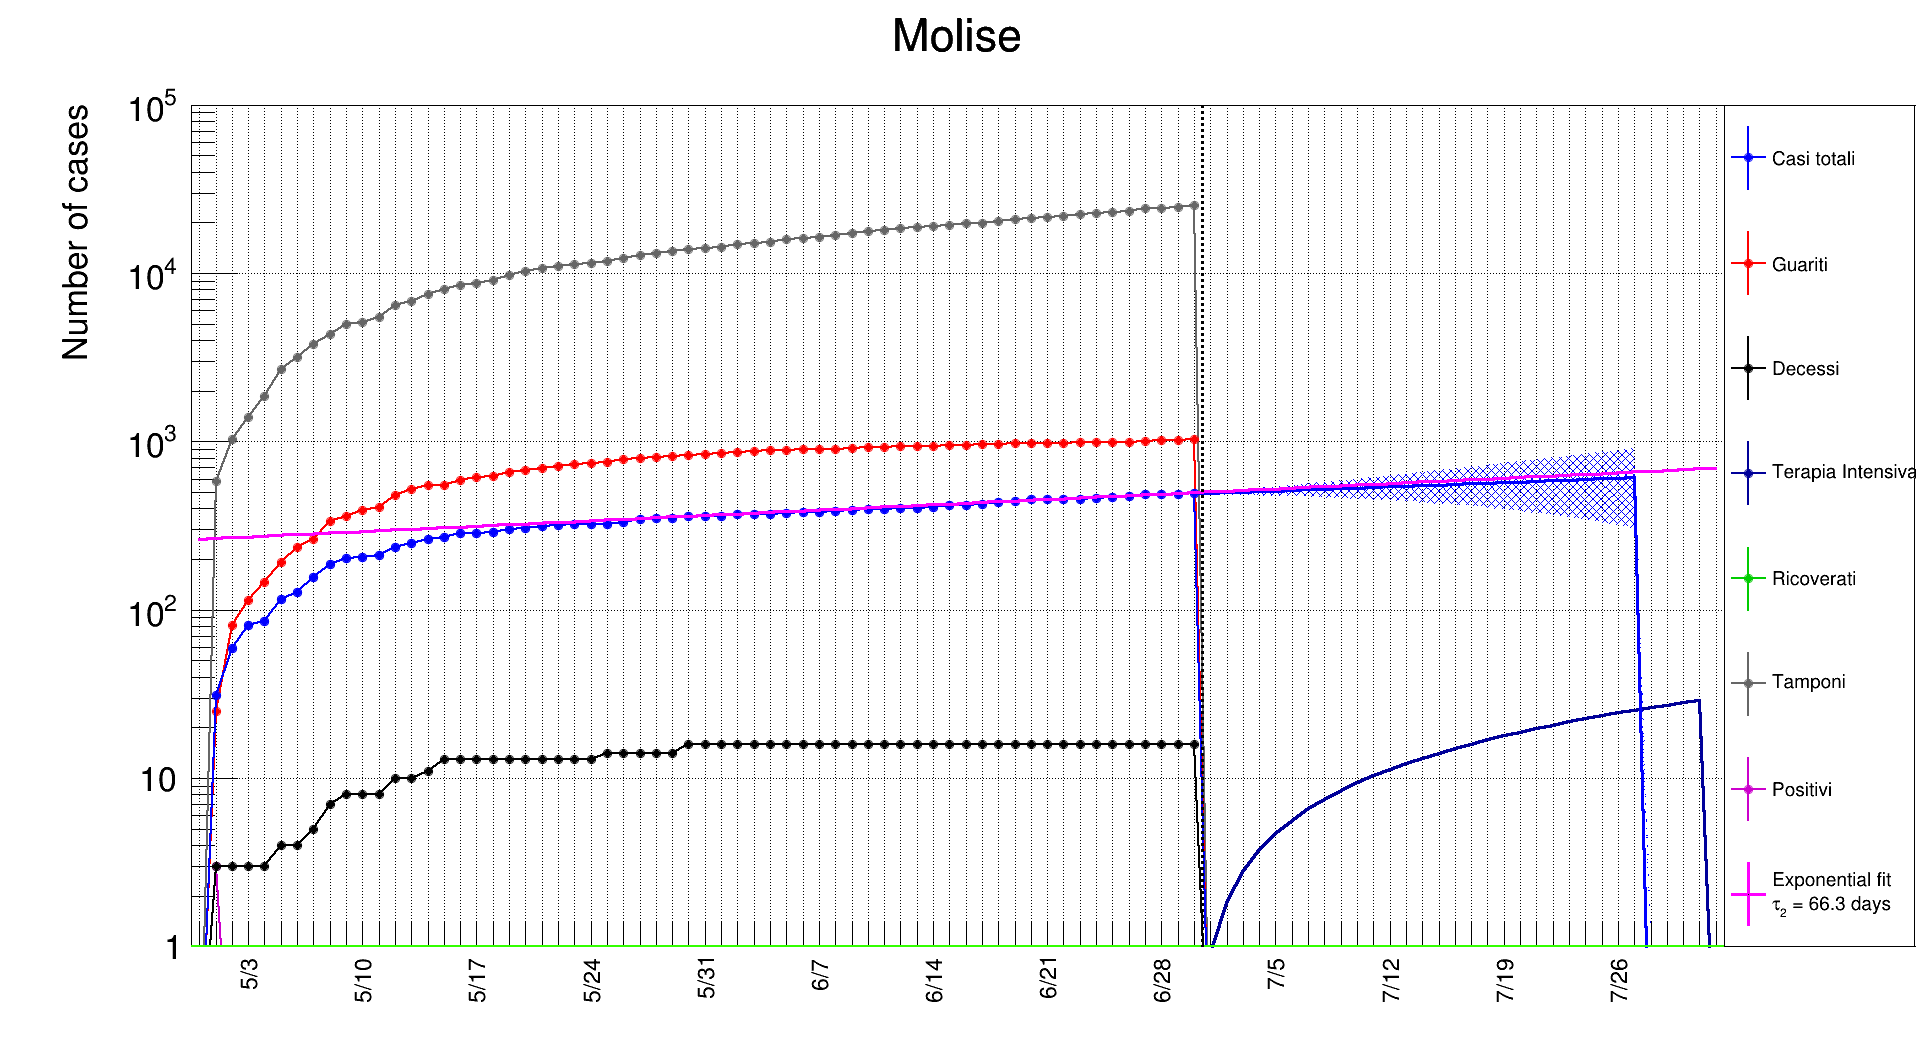 Molise
Number of cases
10^5
10^4
10^3
10^2
10
1
5/3
5/10
5/17
5/24
5/31
6/7
6/14
6/21
6/28
7/5
7/12
7/19
7/26
Casi totali
Guariti
Decessi
Terapia Intensiva
Ricoverati
Tamponi
Positivi
Exponential fit
τ_2 = 66.3 days